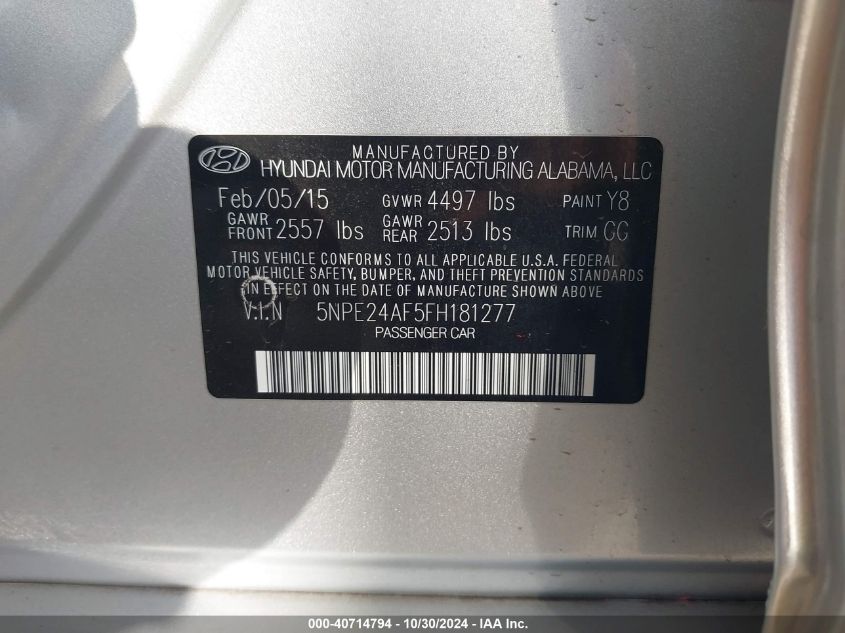 MANUFACTURED BY
HYUNDAI MOTOR MANUFACTURING ALABAMA, LLC
Feb/05/15 GVWR 4497 lbs PAINT Y8
GAWR FRONT 2557 lbs GAWR REAR 2513 lbs TRIM CC
THIS VEHICLE CONFORMS TO ALL APPLICABLE U.S.A. FEDERAL
MOTOR VEHICLE SAFETY, BUMPER, AND THEFT PREVENTION STANDARDS
IN EFFECT ON THE DATE OF MANUFACTURE SHOWN ABOVE
V.I.N 5NPE24AF5FH181277
PASSENGER CAR
000-40714794 - 10/30/2024 - IAA Inc.